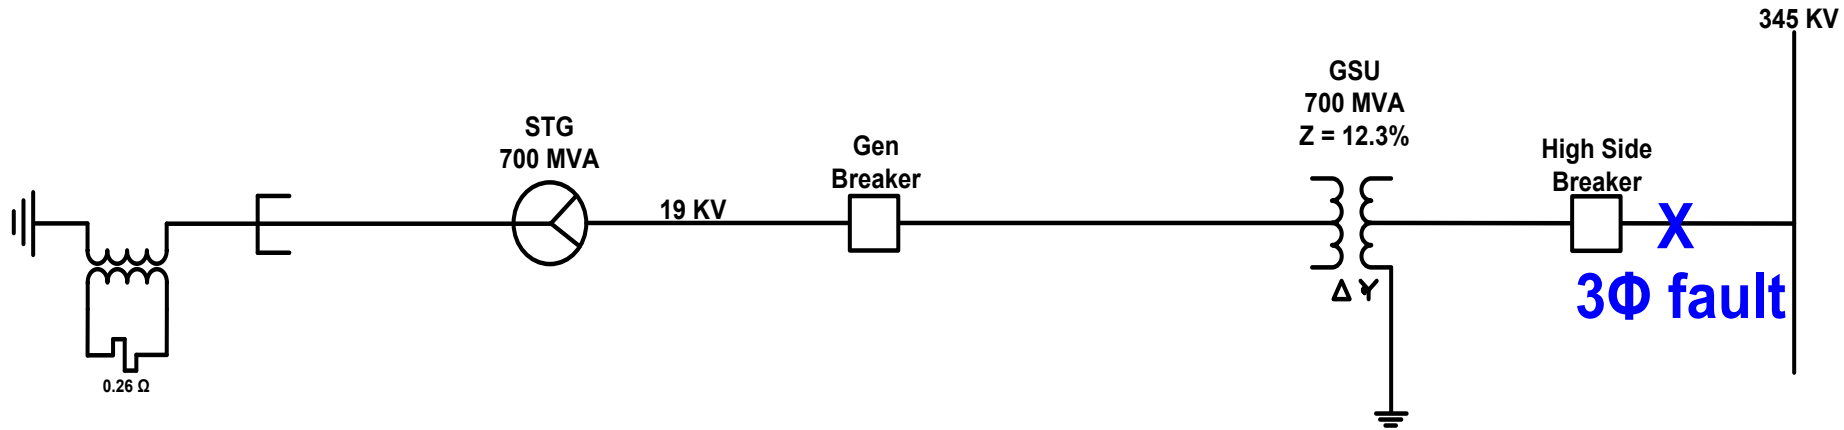 345 KV
GSU
700 MVA
Z = 12.3%
STG
700 MVA
Gen
Breaker
High Side
Breaker
19 KV
X
Δ Y
3Φ fault
0.26 Ω